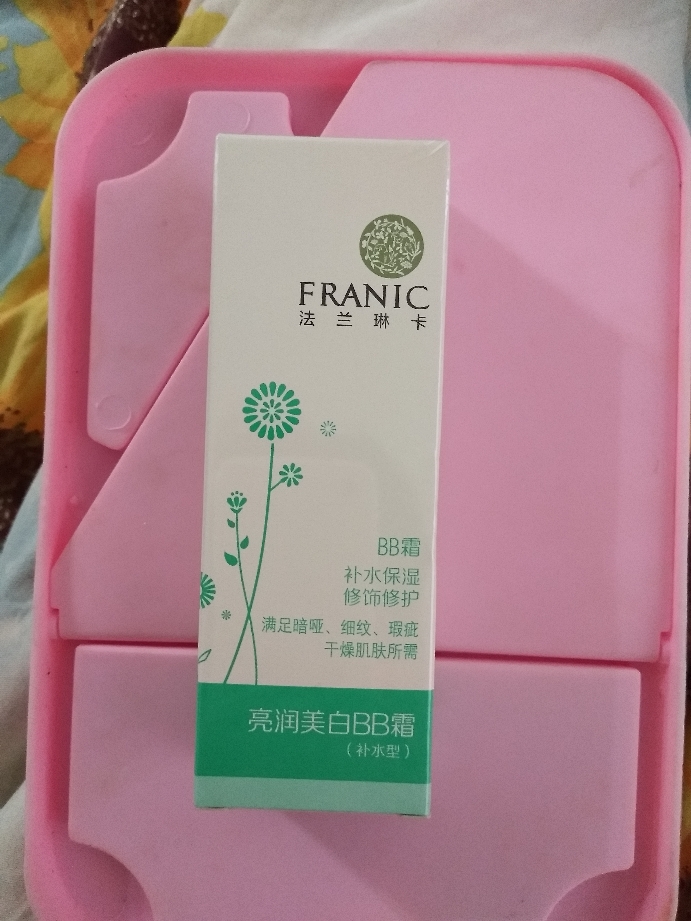 FRANIC
法兰琳卡
BB霜
补水保湿
修饰修护
满足暗哑、细纹、瑕疵
干燥肌肤所需
亮润美白BB霜
（补水型）